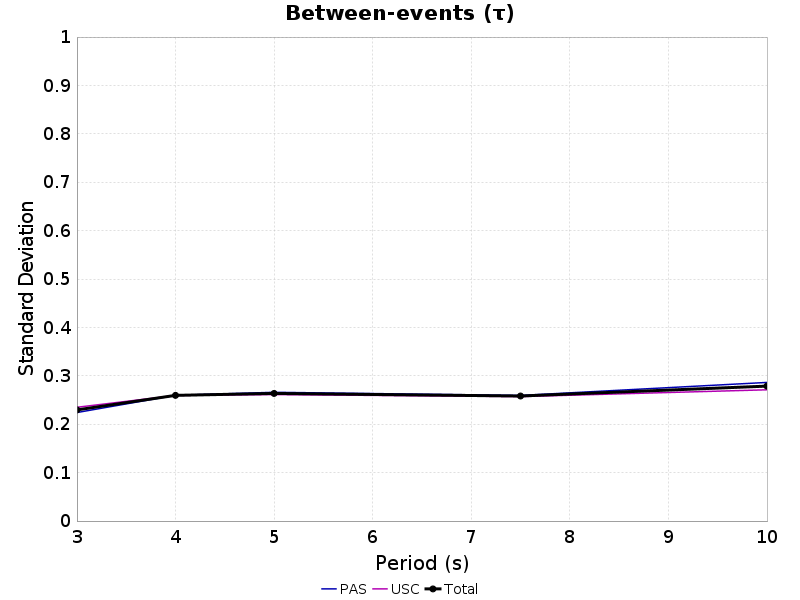 Between-events (τ)
1
0.9
0.8
0.7
0.6
0.5
0.4
0.3
0.2
0.1
0
Standard Deviation
3 4 5 6 7 8 9 10
Period (s)
PAS USC Total